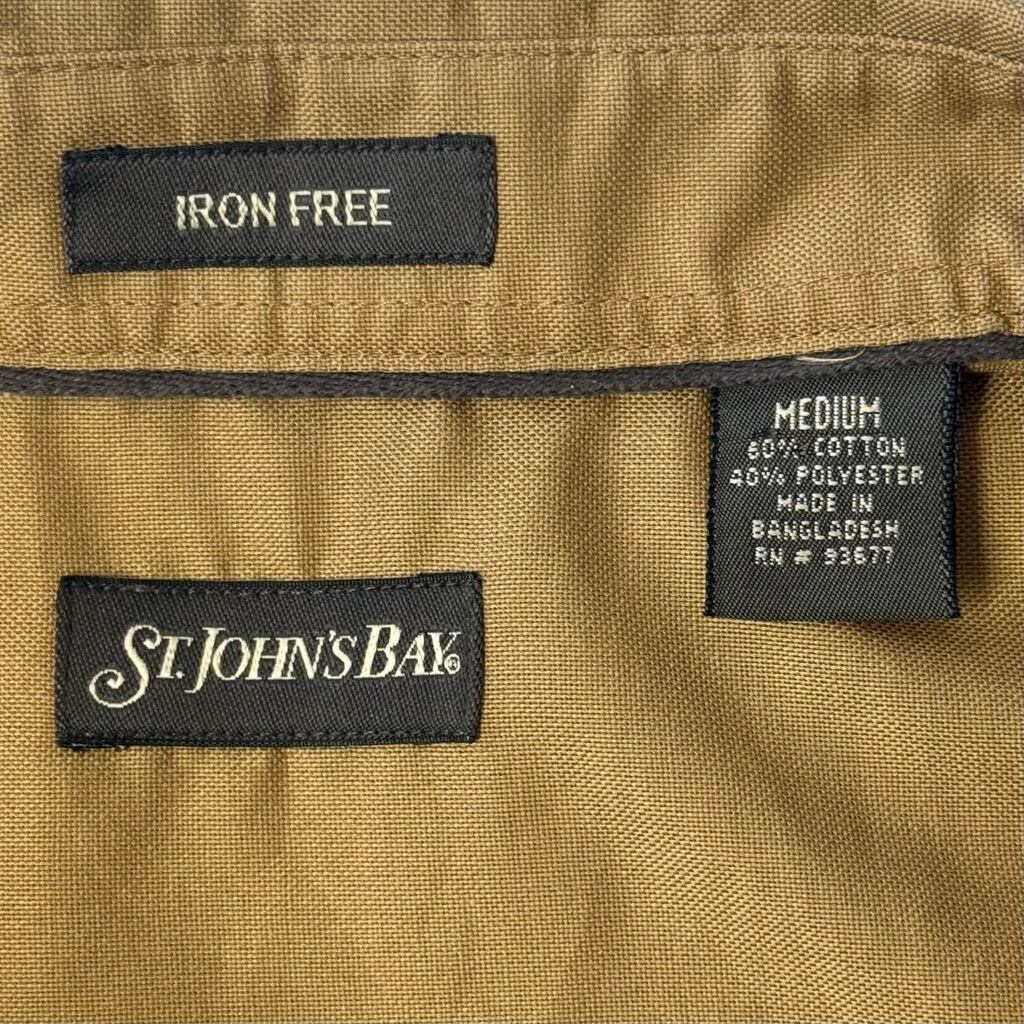 IRON FREE
MEDIUM
60% COTTON
40% POLYESTER
MADE IN
BANGLADESH
RN # 93677
ST. JOHN'S BAY®